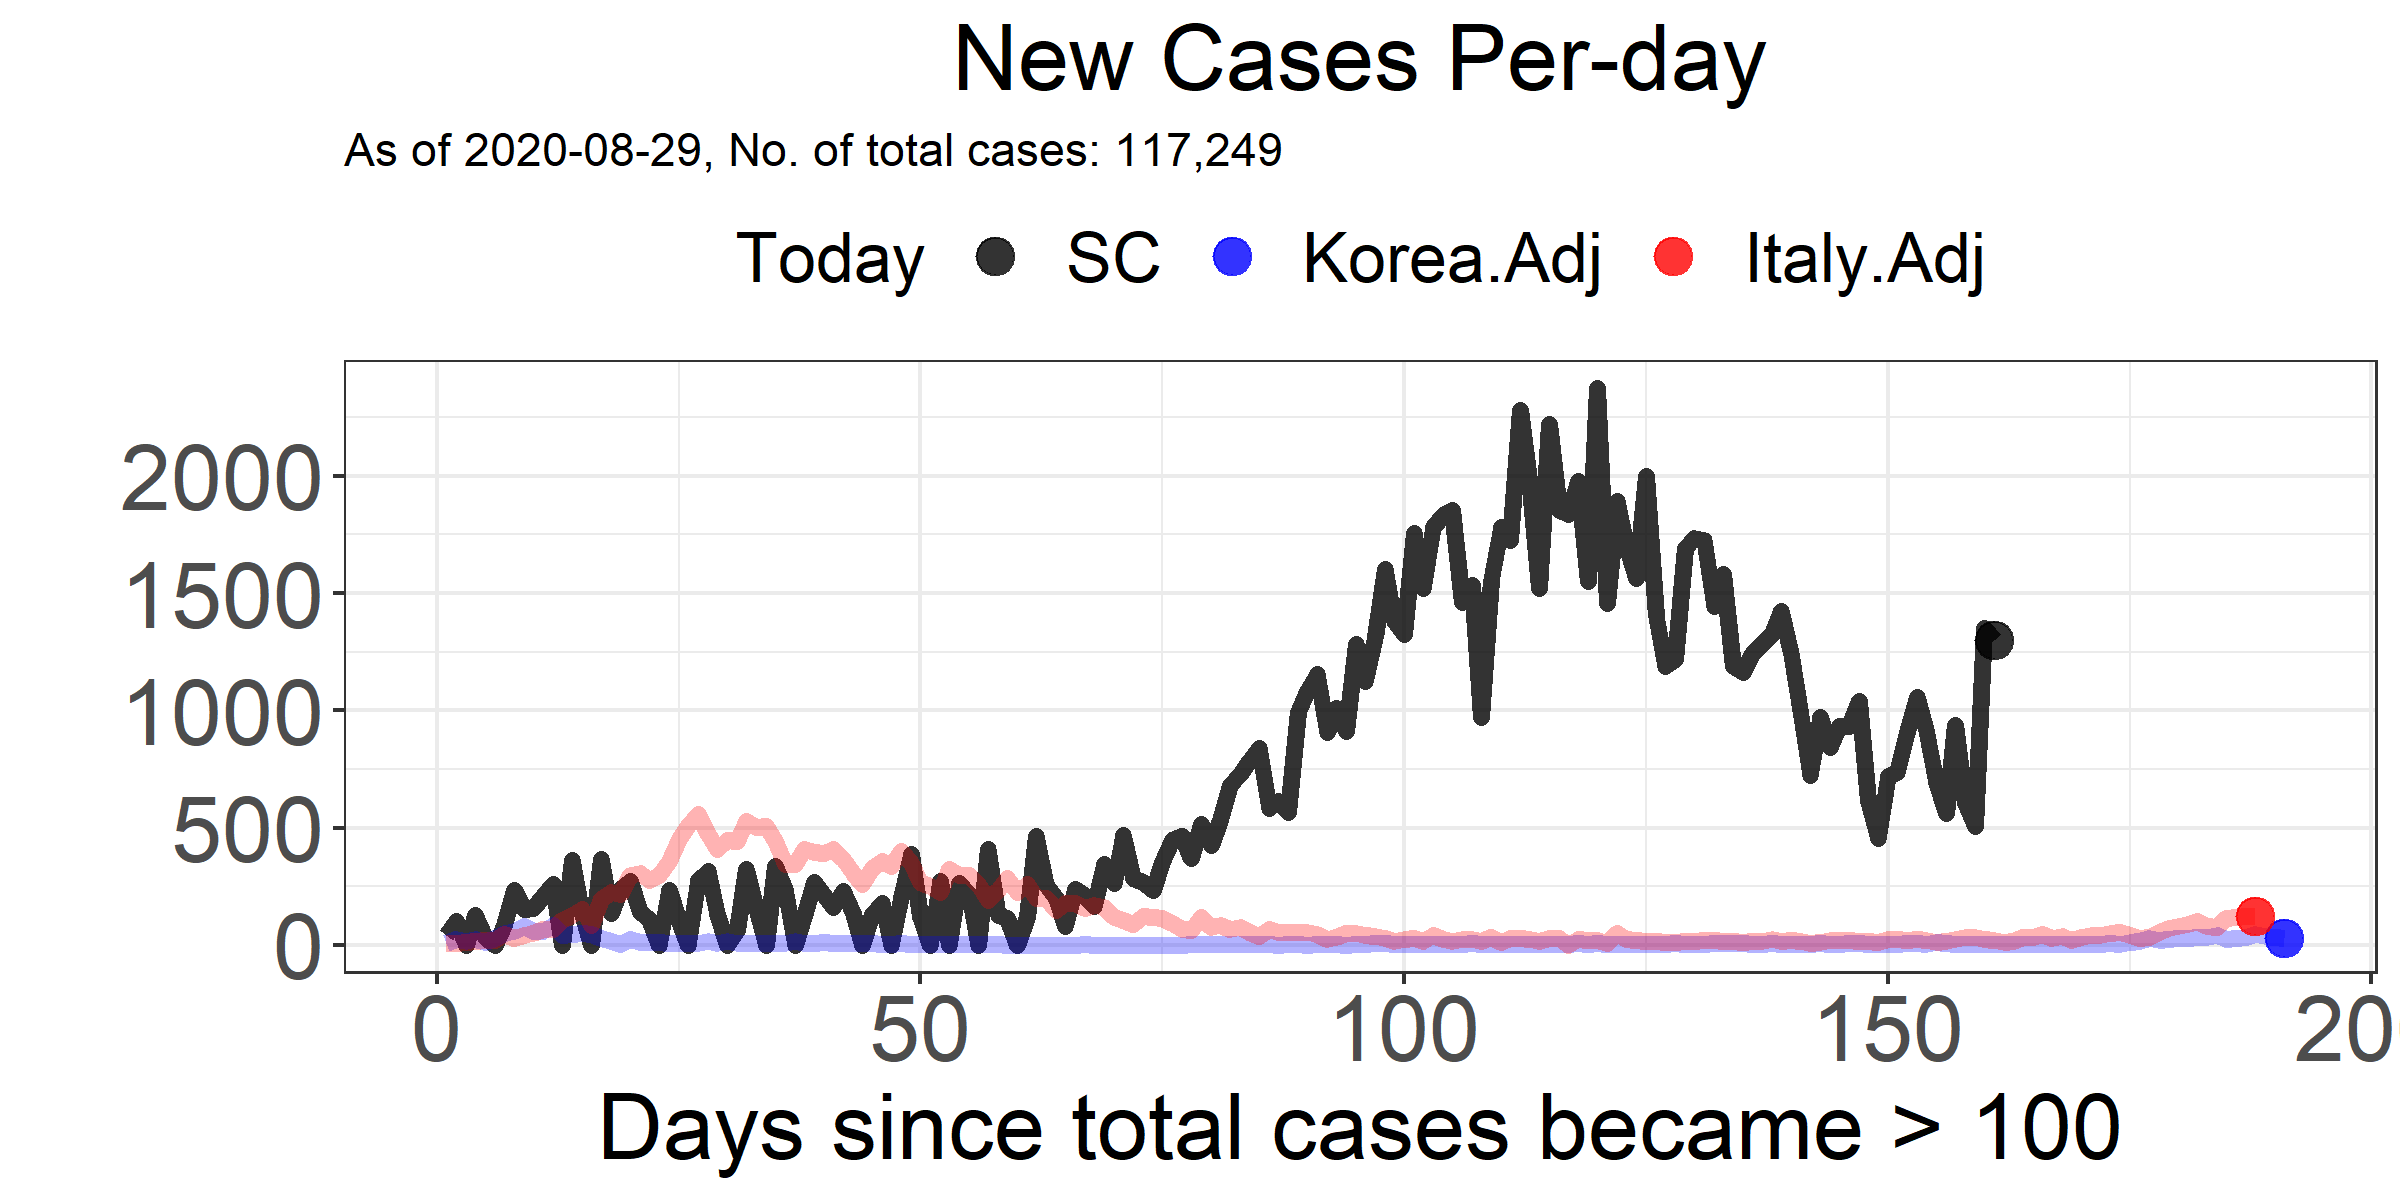 New Cases Per-day
As of 2020-08-29, No. of total cases: 117,249
Today SC Korea.Adj Italy.Adj
2000
1500
1000
500
0
0 50 100 150 20
Days since total cases became > 100